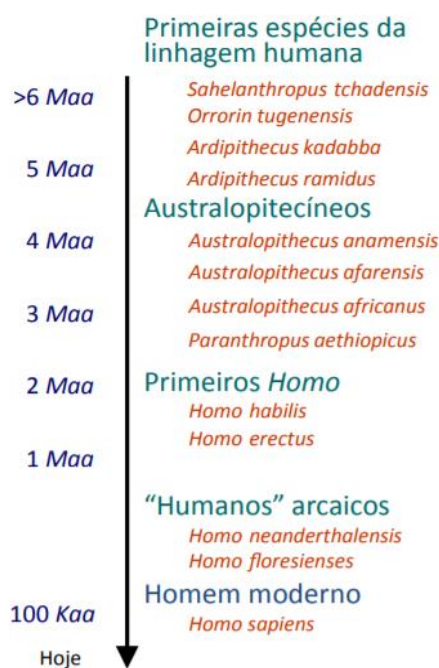 Primeiras espécies da
linhagem humana
>6 Maa
Sahelanthropus tchadensis
Orrorin tugenensis
Ardipithecus kadabba
5 Maa
Ardipithecus ramidus
Australopitecíneos
4 Maa
Australopithecus anamensis
Australopithecus afarensis
3 Maa
Australopithecus africanus
Paranthropus aethiopicus
2 Maa
Primeiros Homo
Homo habilis
Homo erectus
1 Maa
“Humanos” arcaicos
Homo neanderthalensis
Homo floresienses
Homem moderno
100 Kaa
Homo sapiens
Hoje